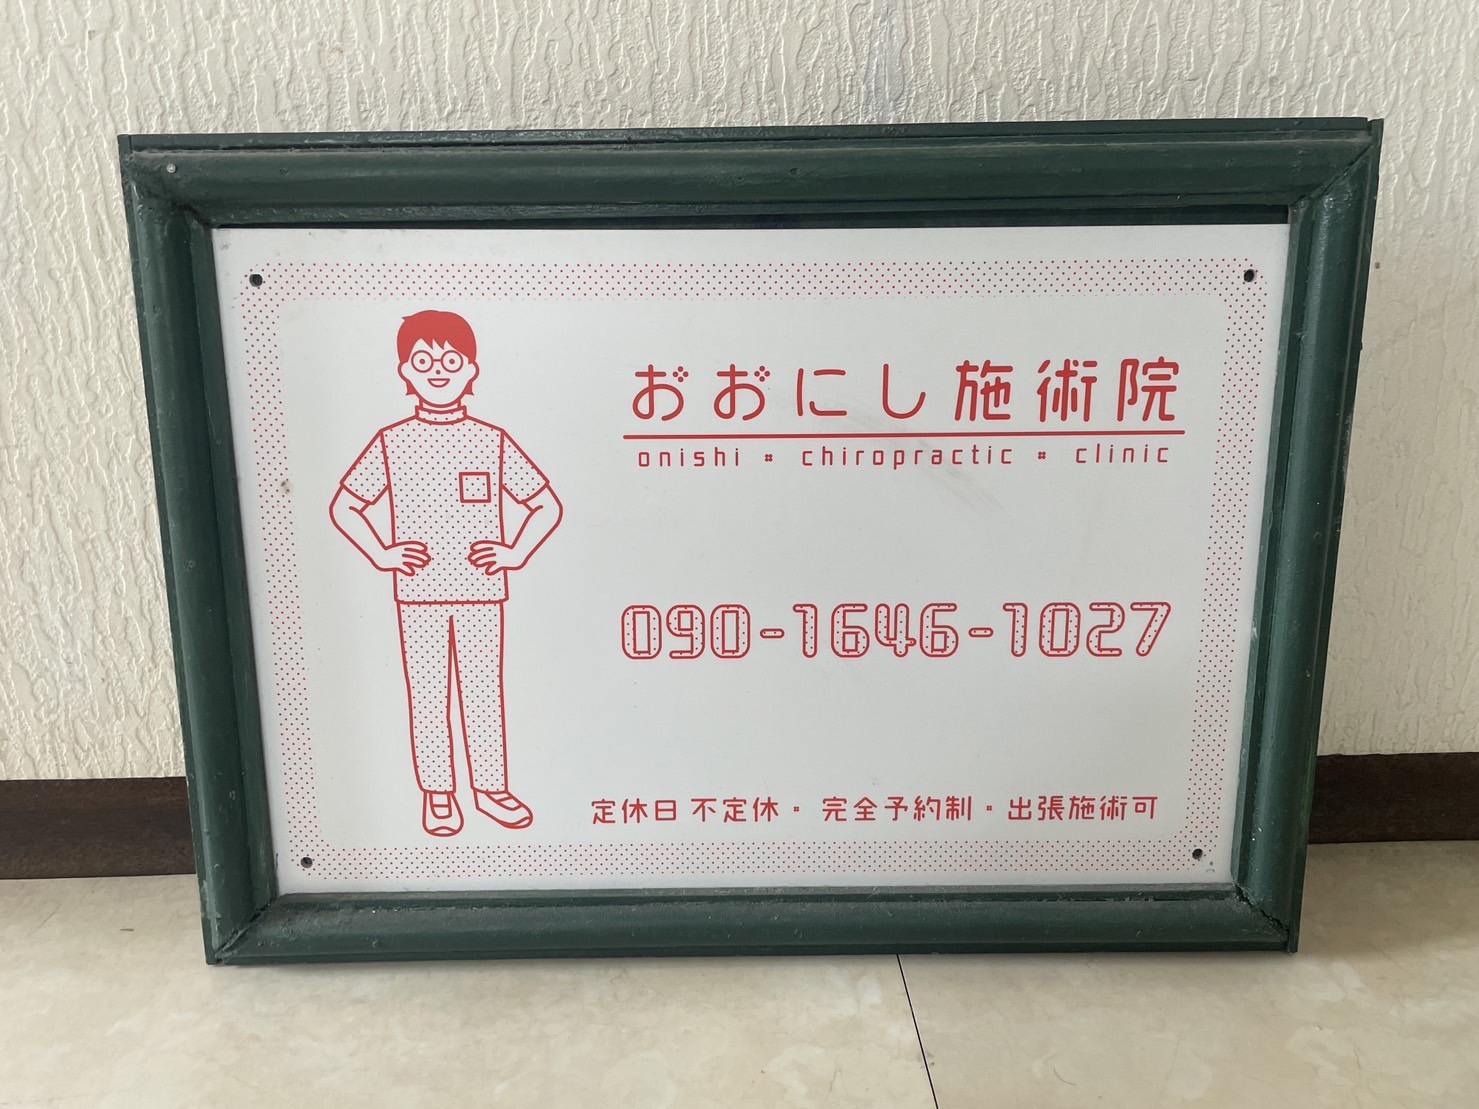 おおにし施術院
onishi ¤ chiropractic ¤ clinic
090-1646-1027
定休日 不定休 ¤ 完全予約制 ¤ 出張施術可